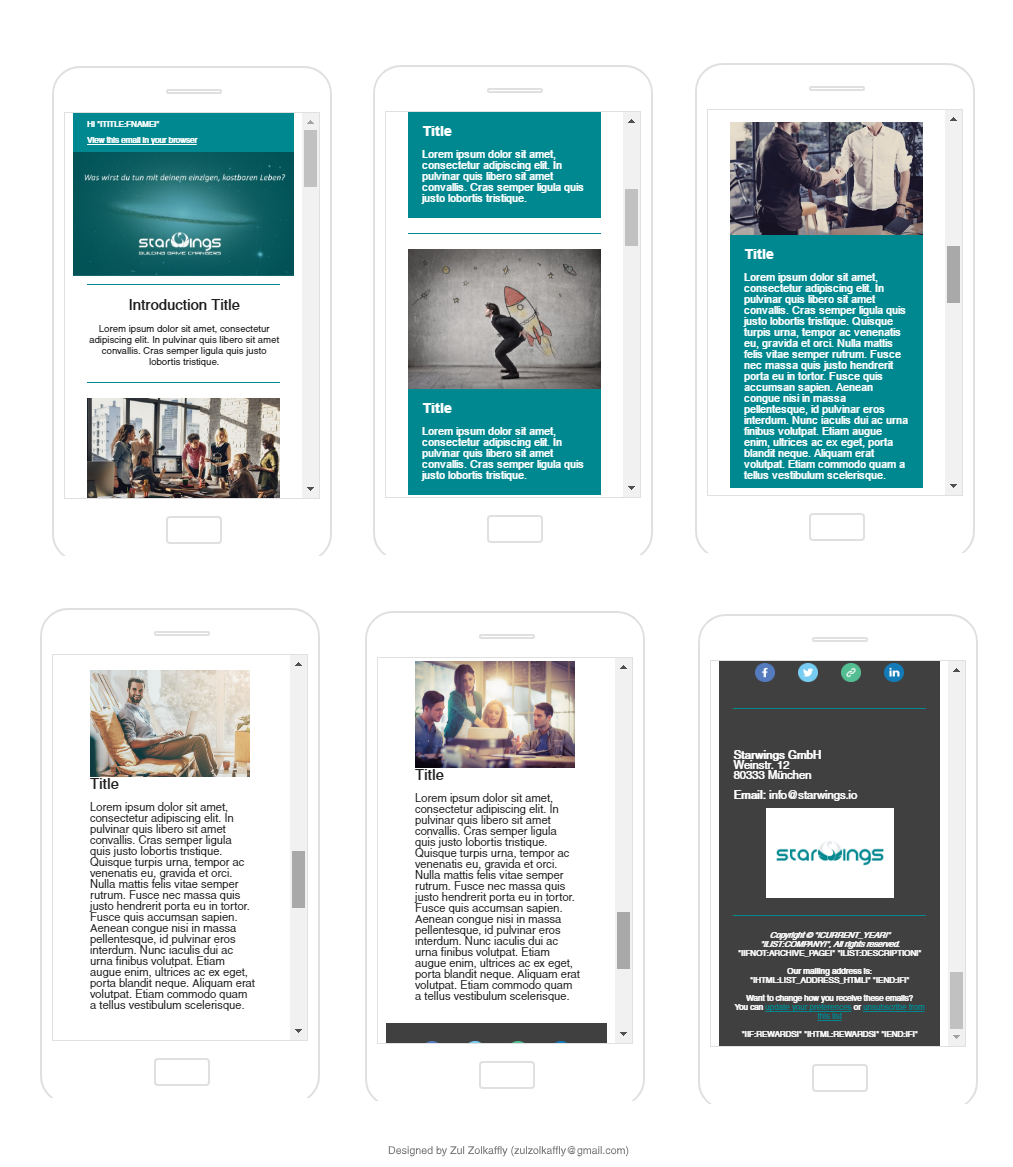 Hi *|TITLE:FNAME|*
View this email in your browser
Was wirst du tun mit deinem einzigen, kostbaren Leben?
starwings
BUILDING GAME CHANGERS
Introduction Title
Lorem ipsum dolor sit amet, consectetur
adipiscing elit. In pulvinar quis libero sit amet
convallis. Cras semper ligula quis justo
lobortis tristique.
Title
Lorem ipsum dolor sit amet,
consectetur adipiscing elit. In
pulvinar quis libero sit amet
convallis. Cras semper ligula quis
justo lobortis tristique.
Title
Lorem ipsum dolor sit amet,
consectetur adipiscing elit. In
pulvinar quis libero sit amet
convallis. Cras semper ligula quis
justo lobortis tristique.
Title
Lorem ipsum dolor sit amet,
consectetur adipiscing elit. In
pulvinar quis libero sit amet
convallis. Cras semper ligula quis
justo lobortis tristique. Quisque
turpis urna, tempor ac venenatis
eu, gravida et orci. Nulla mattis
felis vitae semper rutrum. Fusce
nec massa quis justo hendrerit
porta eu in tortor. Fusce quis
accumsan sapien. Aenean
congue nisi in massa
pellentesque, id pulvinar eros
interdum. Nunc iaculis dui ac urna
finibus volutpat. Etiam augue
enim, ultrices ac ex eget, porta
blandit neque. Aliquam erat
volutpat. Etiam commodo quam a
tellus vestibulum scelerisque.
Title
Lorem ipsum dolor sit amet,
consectetur adipiscing elit. In
pulvinar quis libero sit amet
convallis. Cras semper ligula
quis justo lobortis tristique.
Quisque turpis urna, tempor ac
venenatis eu, gravida et orci.
Nulla mattis felis vitae semper
rutrum. Fusce nec massa quis
justo hendrerit porta eu in tortor.
Fusce quis accumsan sapien.
Aenean congue nisi in massa
pellentesque, id pulvinar eros
interdum. Nunc iaculis dui ac
urna finibus volutpat. Etiam
augue enim, ultrices ac ex eget,
porta blandit neque. Aliquam erat
volutpat. Etiam commodo quam
a tellus vestibulum scelerisque.
Title
Lorem ipsum dolor sit amet,
consectetur adipiscing elit. In
pulvinar quis libero sit amet
convallis. Cras semper ligula
quis justo lobortis tristique.
Quisque turpis urna, tempor ac
venenatis eu, gravida et orci.
Nulla mattis felis vitae semper
rutrum. Fusce nec massa quis
justo hendrerit porta eu in tortor.
Fusce quis accumsan sapien.
Aenean congue nisi in massa
pellentesque, id pulvinar eros
interdum. Nunc iaculis dui ac
urna finibus volutpat. Etiam
augue enim, ultrices ac ex eget,
porta blandit neque. Aliquam erat
volutpat. Etiam commodo quam
a tellus vestibulum scelerisque.
Starwings GmbH
Weinstr. 12
80333 München
Email: info@starwings.io
starwings
Copyright © *|CURRENT_YEAR|*
*|LIST:COMPANY|*, All rights reserved.
*|IFNOT:ARCHIVE_PAGE|* *|LIST:DESCRIPTION|*
Our mailing address is:
*|HTML:LIST_ADDRESS_HTML|* *|END:IF|*
Want to change how you receive these emails?
You can update your preferences or unsubscribe from
this list
*|IF:REWARDS|* *|HTML:REWARDS|* *|END:IF|*
Designed by Zul Zolkaffly (zulzolkaffly@gmail.com)